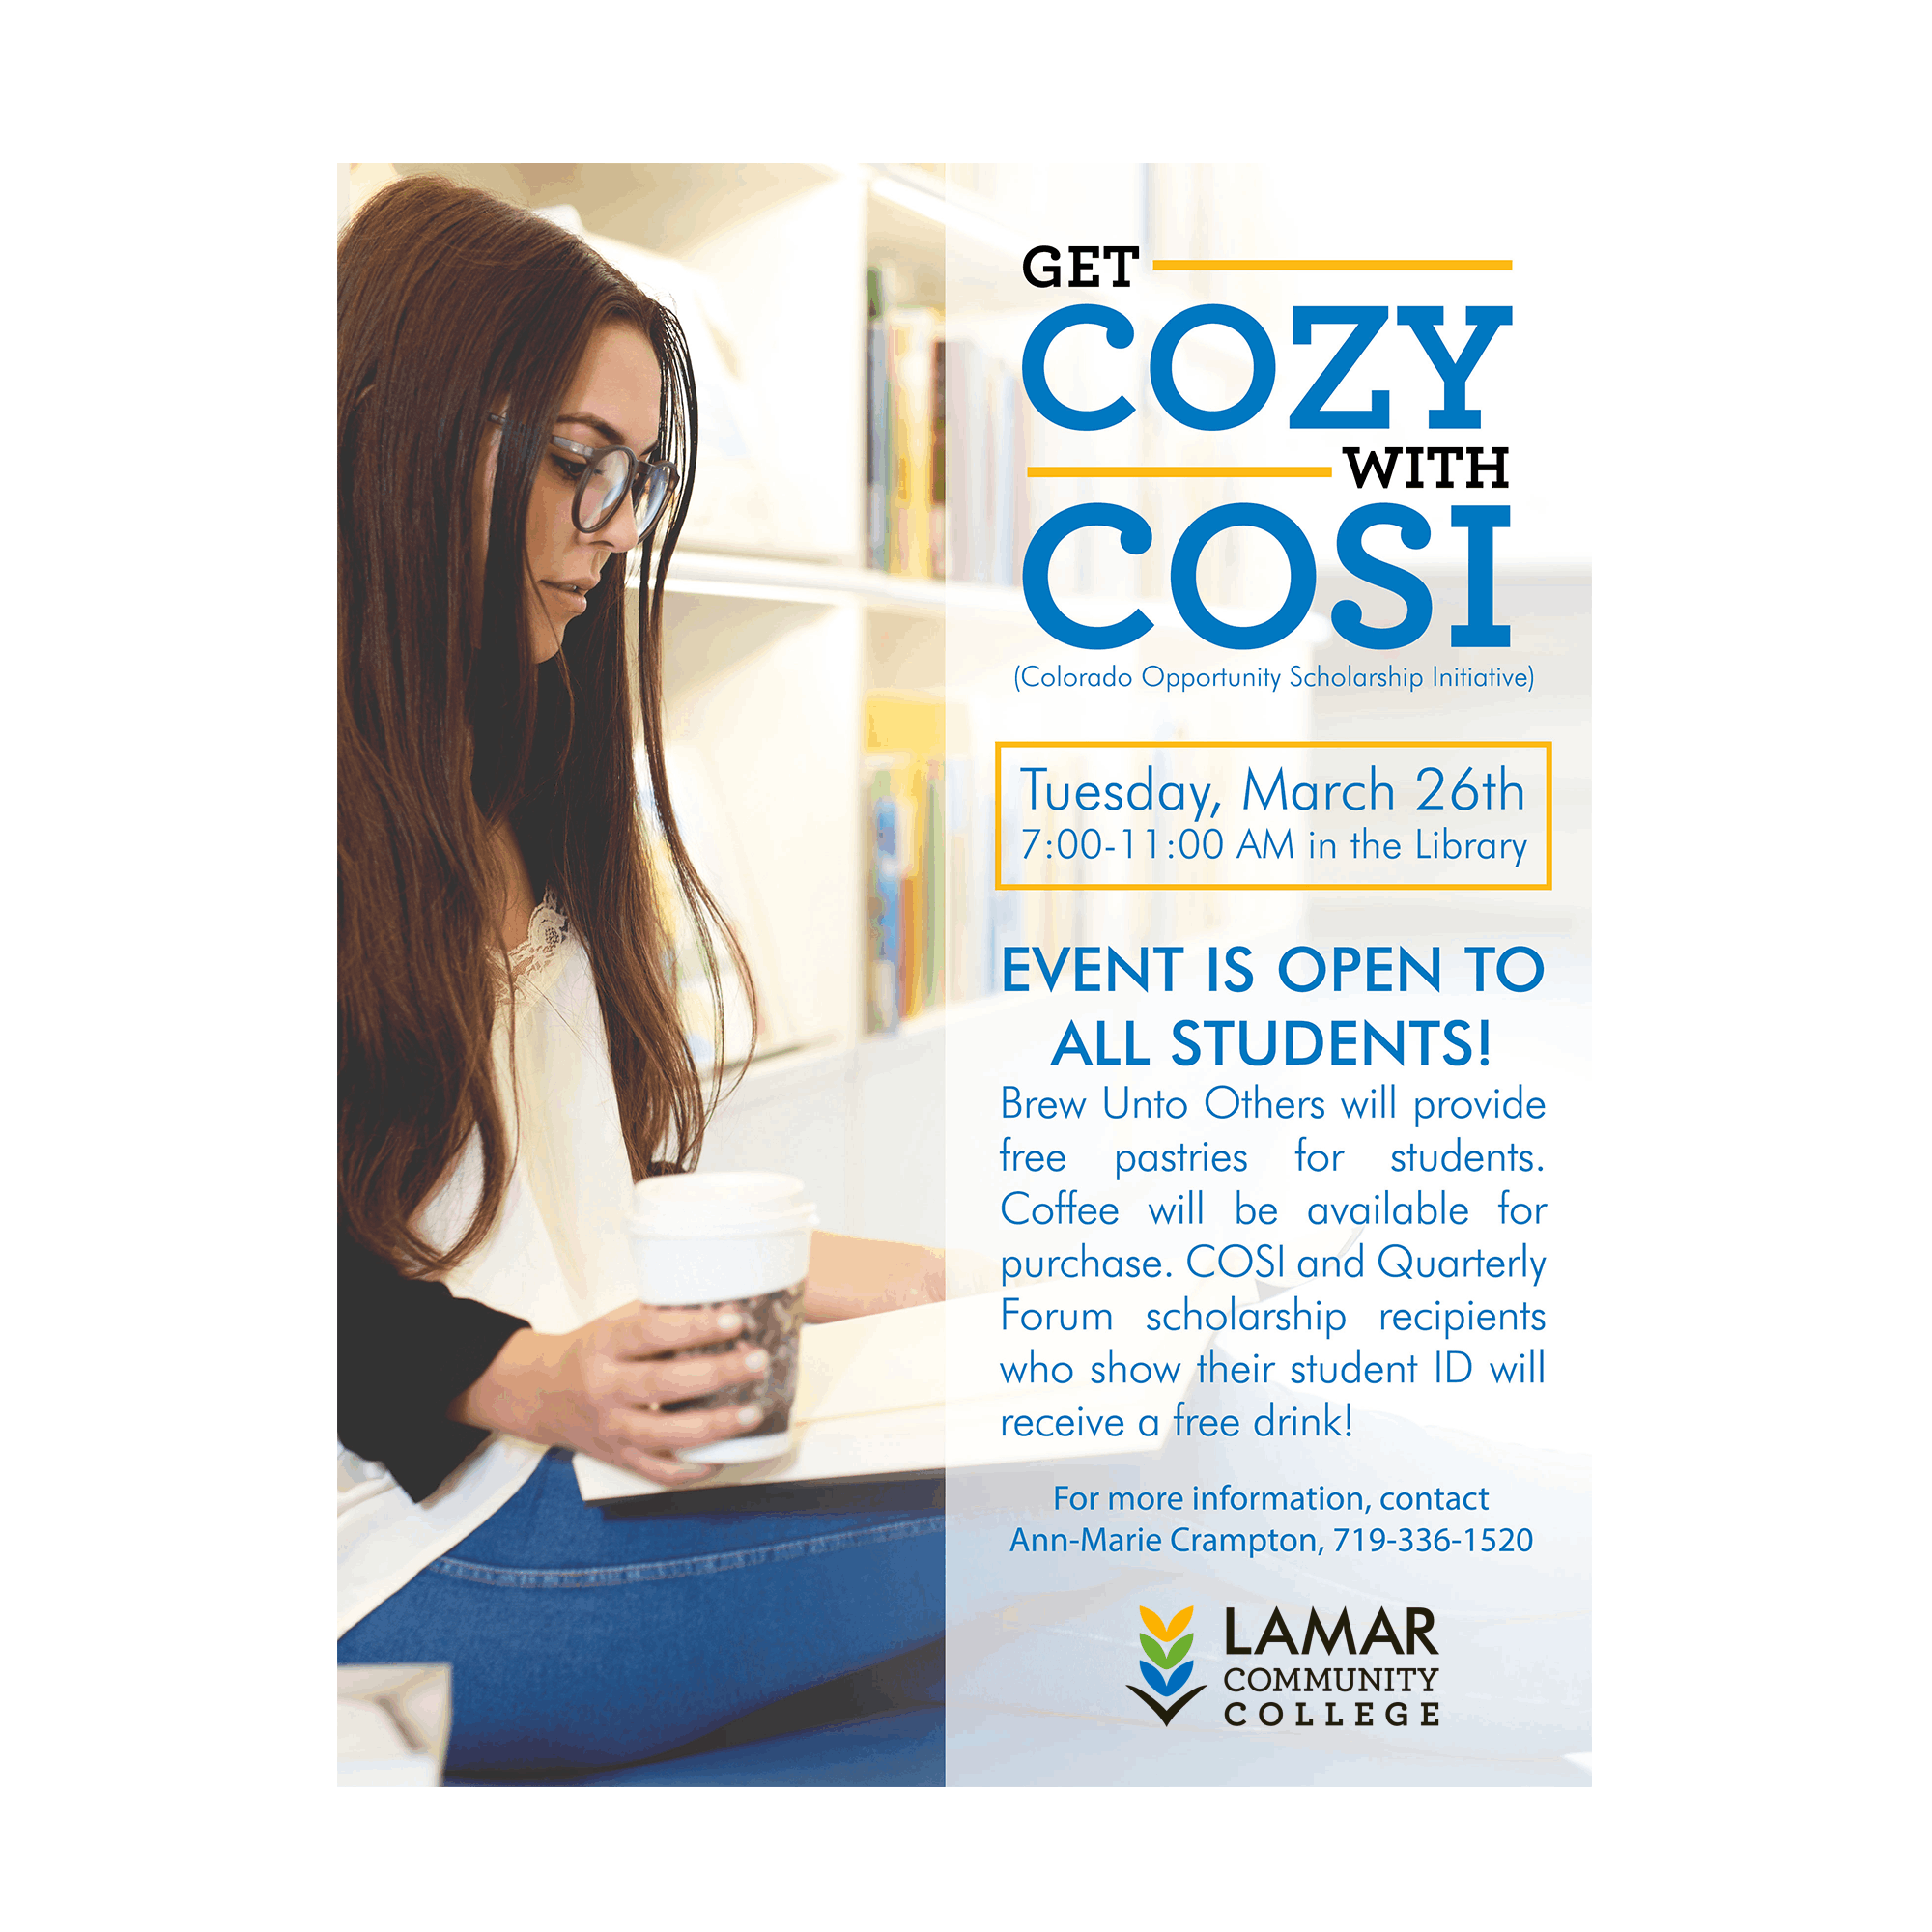 GET
COZY
WITH
COSI
(Colorado Opportunity Scholarship Initiative)
Tuesday, March 26th
7:00-11:00 AM in the Library
EVENT IS OPEN TO
ALL STUDENTS!
Brew Unto Others will provide
free pastries for students.
Coffee will be available for
purchase. COSI and Quarterly
Forum scholarship recipients
who show their student ID will
receive a free drink!
For more information, contact
Ann-Marie Crampton, 719-336-1520
LAMAR
COMMUNITY
COLLEGE